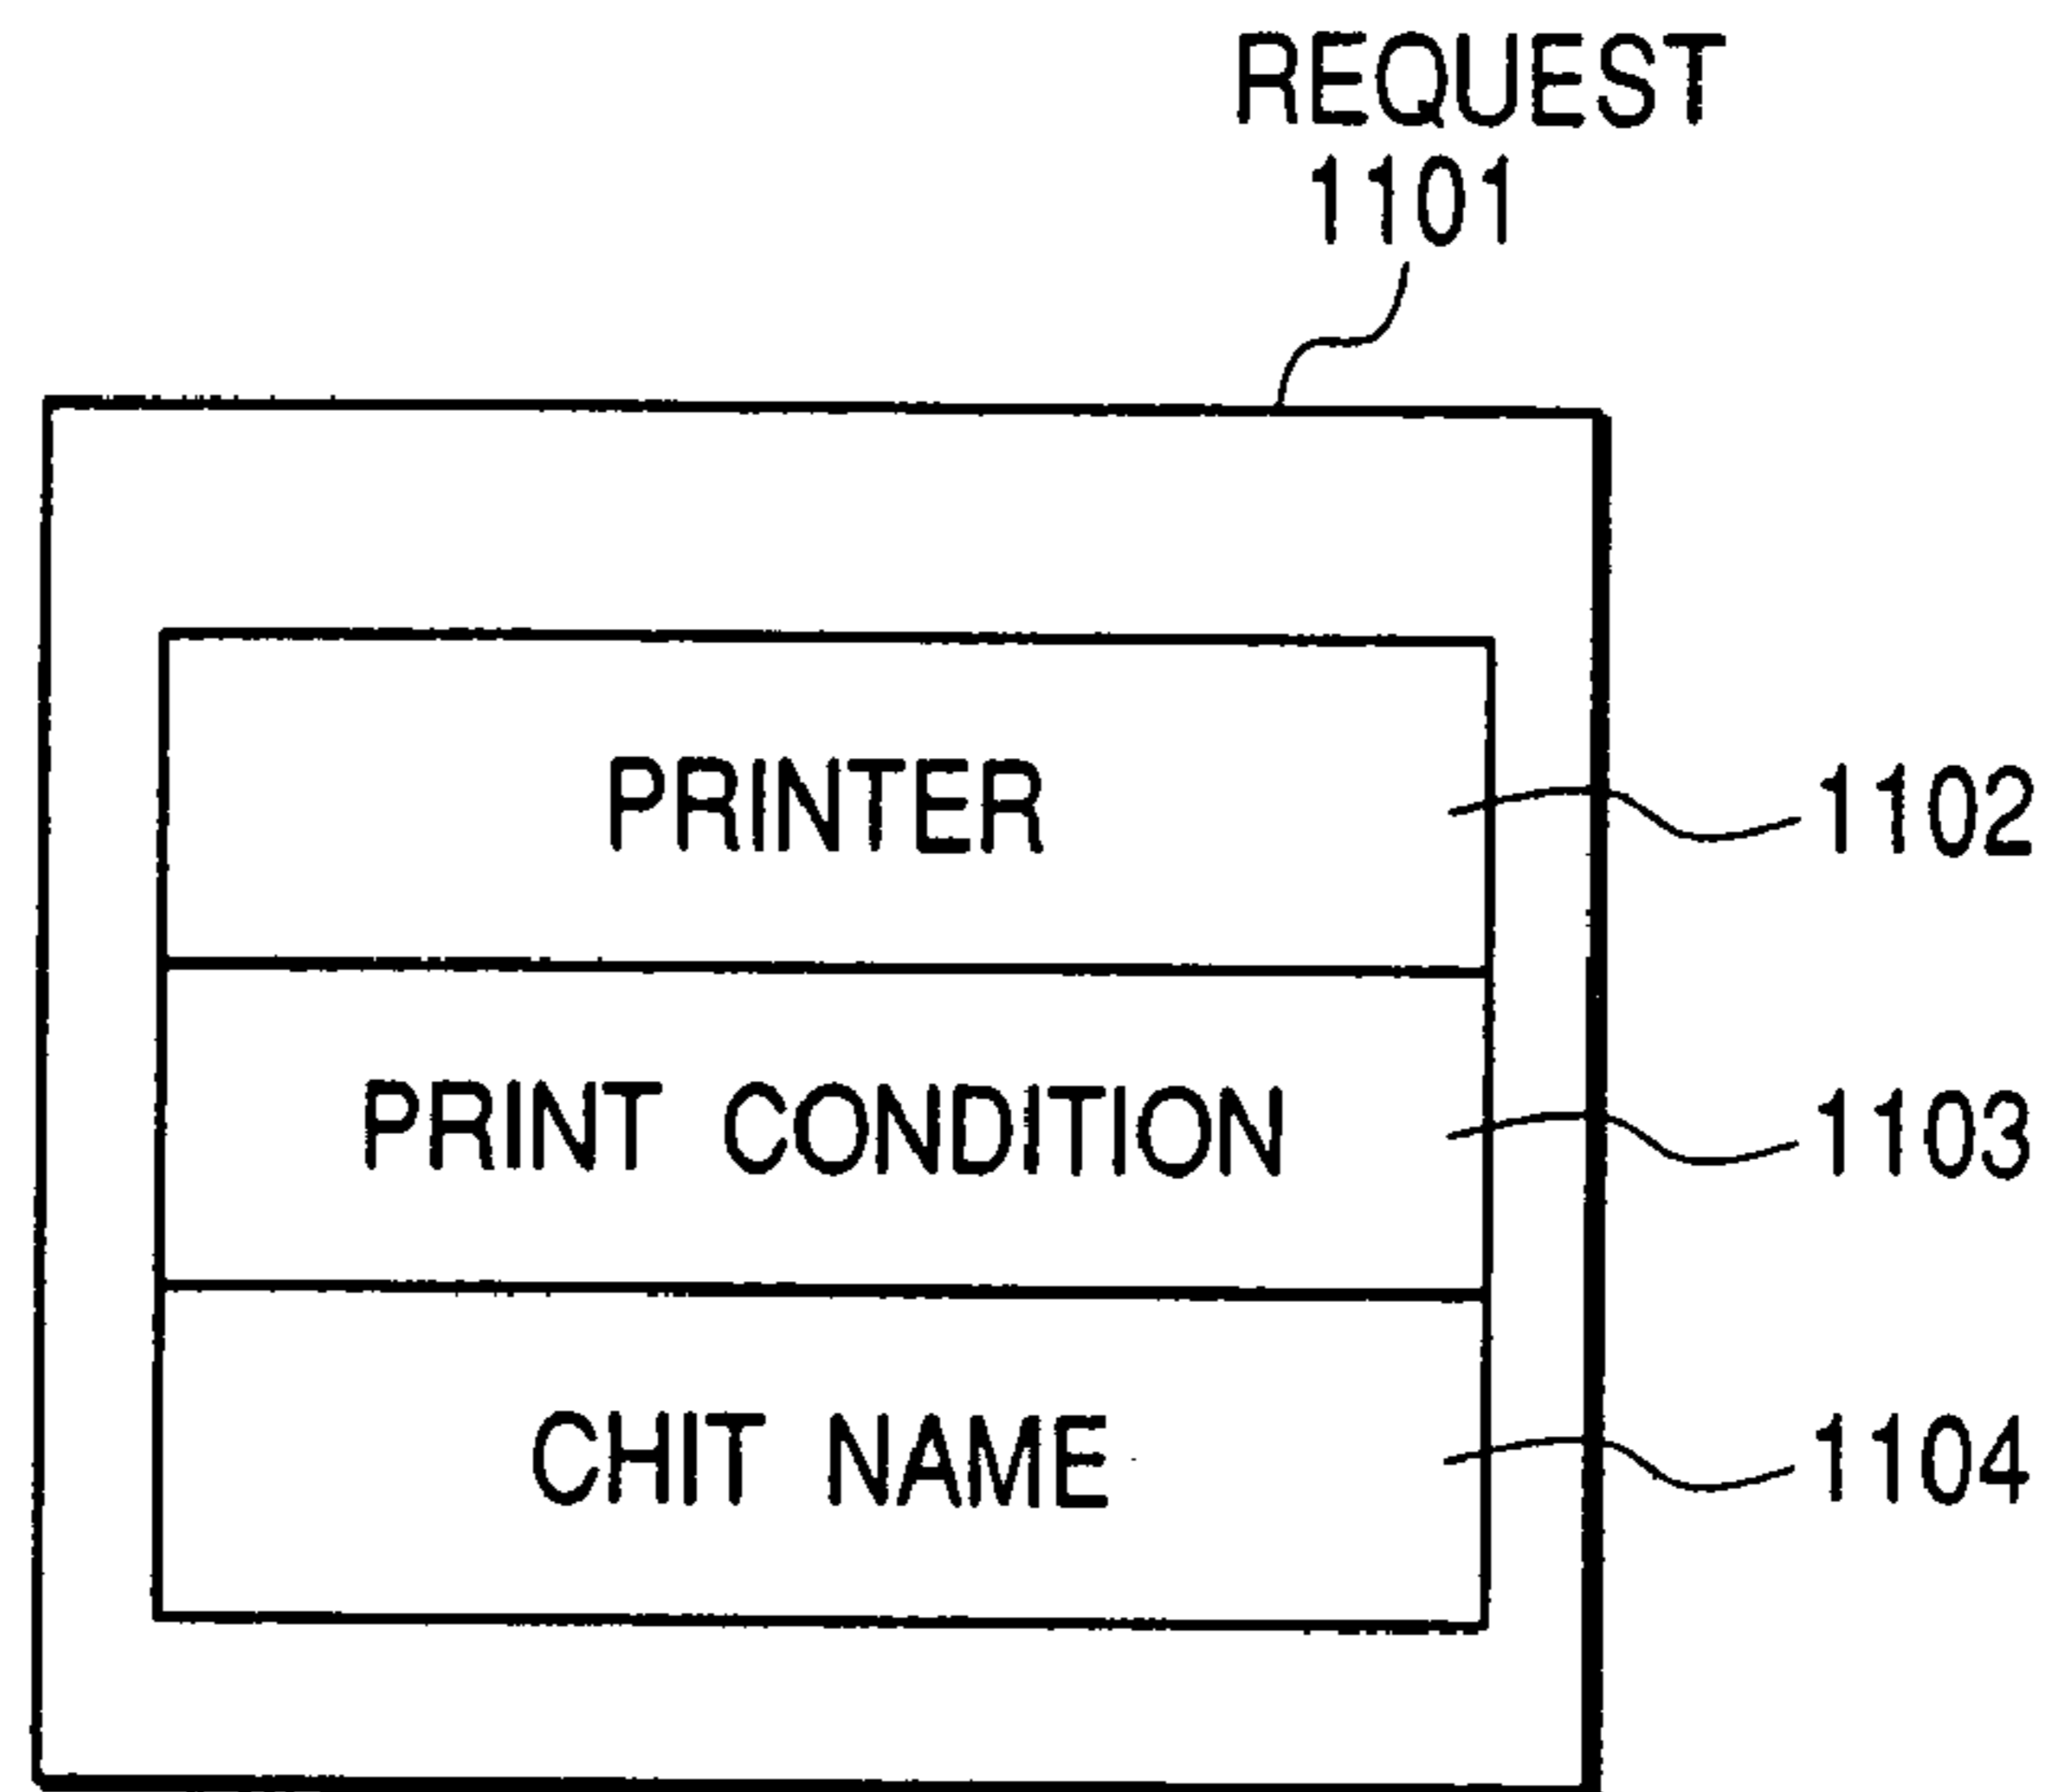 REQUEST
1101
PRINTER 1102
PRINT CONDITION 1103
CHIT NAME 1104